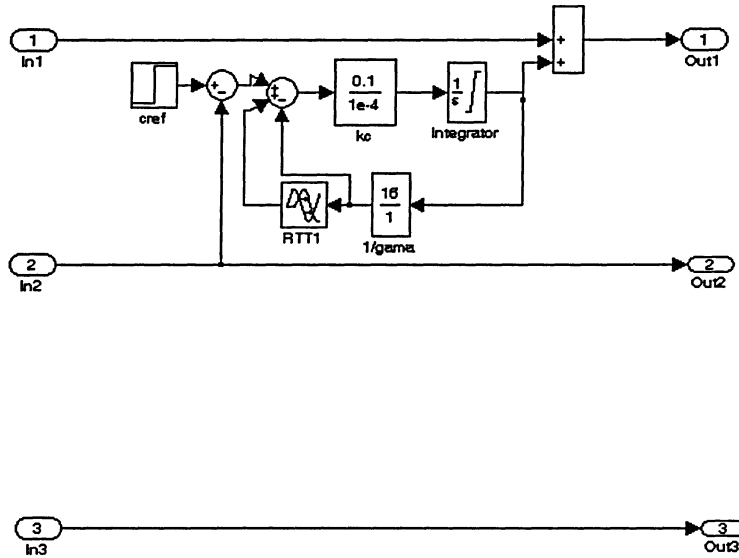 1
In1
cref
+
-
+
+
-
0.1
1e-4
kc
1
s
Integrator
+
+
1
Out1
RTT1
16
1
1/gama
2
In2
2
Out2
3
In3
3
Out3